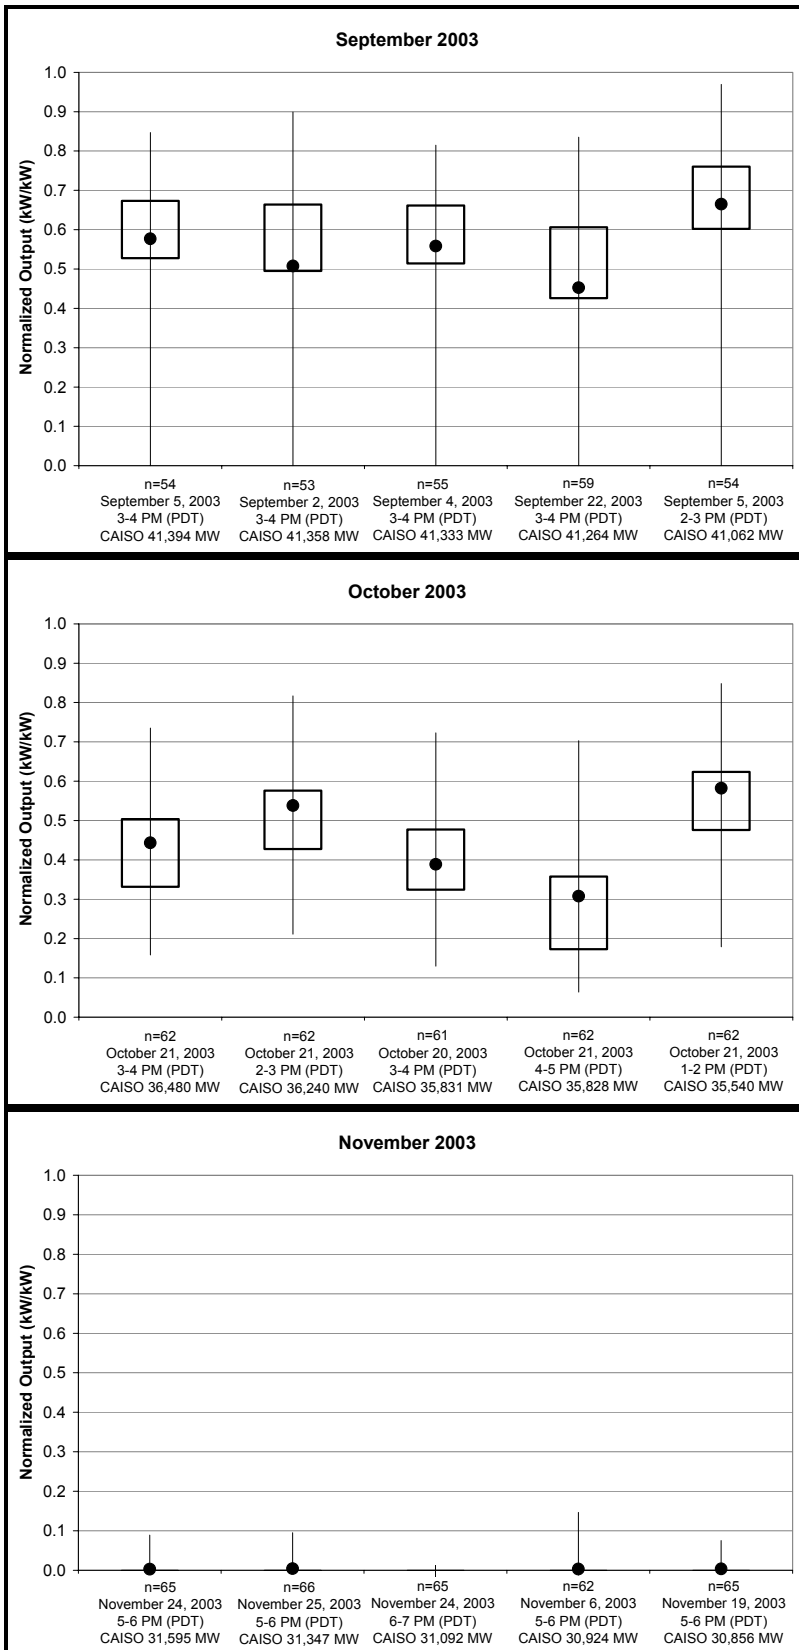 September 2003
Normalized Output (kW/kW)
1.0
0.9
0.8
0.7
0.6
0.5
0.4
0.3
0.2
0.1
0.0
n=54
September 5, 2003
3-4 PM (PDT)
CAISO 41,394 MW
n=53
September 2, 2003
3-4 PM (PDT)
CAISO 41,358 MW
n=55
September 4, 2003
3-4 PM (PDT)
CAISO 41,333 MW
n=59
September 22, 2003
3-4 PM (PDT)
CAISO 41,264 MW
n=54
September 5, 2003
2-3 PM (PDT)
CAISO 41,062 MW
October 2003
Normalized Output (kW/kW)
1.0
0.9
0.8
0.7
0.6
0.5
0.4
0.3
0.2
0.1
0.0
n=62
October 21, 2003
3-4 PM (PDT)
CAISO 36,480 MW
n=62
October 21, 2003
2-3 PM (PDT)
CAISO 36,240 MW
n=61
October 20, 2003
3-4 PM (PDT)
CAISO 35,831 MW
n=62
October 21, 2003
4-5 PM (PDT)
CAISO 35,828 MW
n=62
October 21, 2003
1-2 PM (PDT)
CAISO 35,540 MW
November 2003
Normalized Output (kW/kW)
1.0
0.9
0.8
0.7
0.6
0.5
0.4
0.3
0.2
0.1
0.0
n=65
November 24, 2003
5-6 PM (PDT)
CAISO 31,595 MW
n=66
November 25, 2003
5-6 PM (PDT)
CAISO 31,347 MW
n=65
November 24, 2003
6-7 PM (PDT)
CAISO 31,092 MW
n=62
November 6, 2003
5-6 PM (PDT)
CAISO 30,924 MW
n=65
November 19, 2003
5-6 PM (PDT)
CAISO 30,856 MW